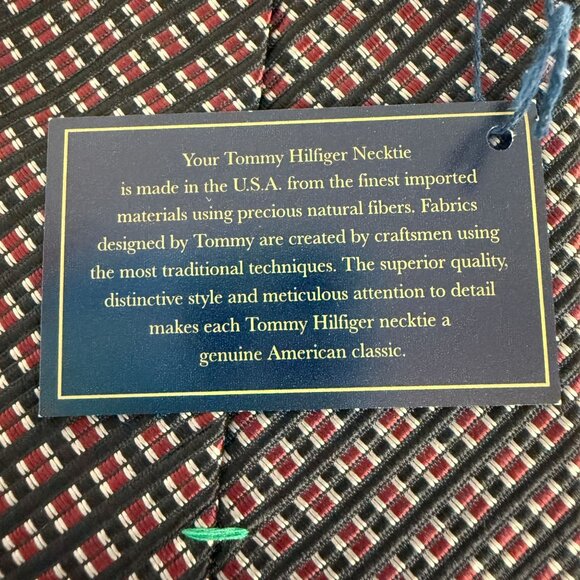 Your Tommy Hilfiger Necktie
is made in the U.S.A. from the finest imported
materials using precious natural fibers. Fabrics
designed by Tommy are created by craftsmen using
the most traditional techniques. The superior quality,
distinctive style and meticulous attention to detail
makes each Tommy Hilfiger necktie a
genuine American classic.